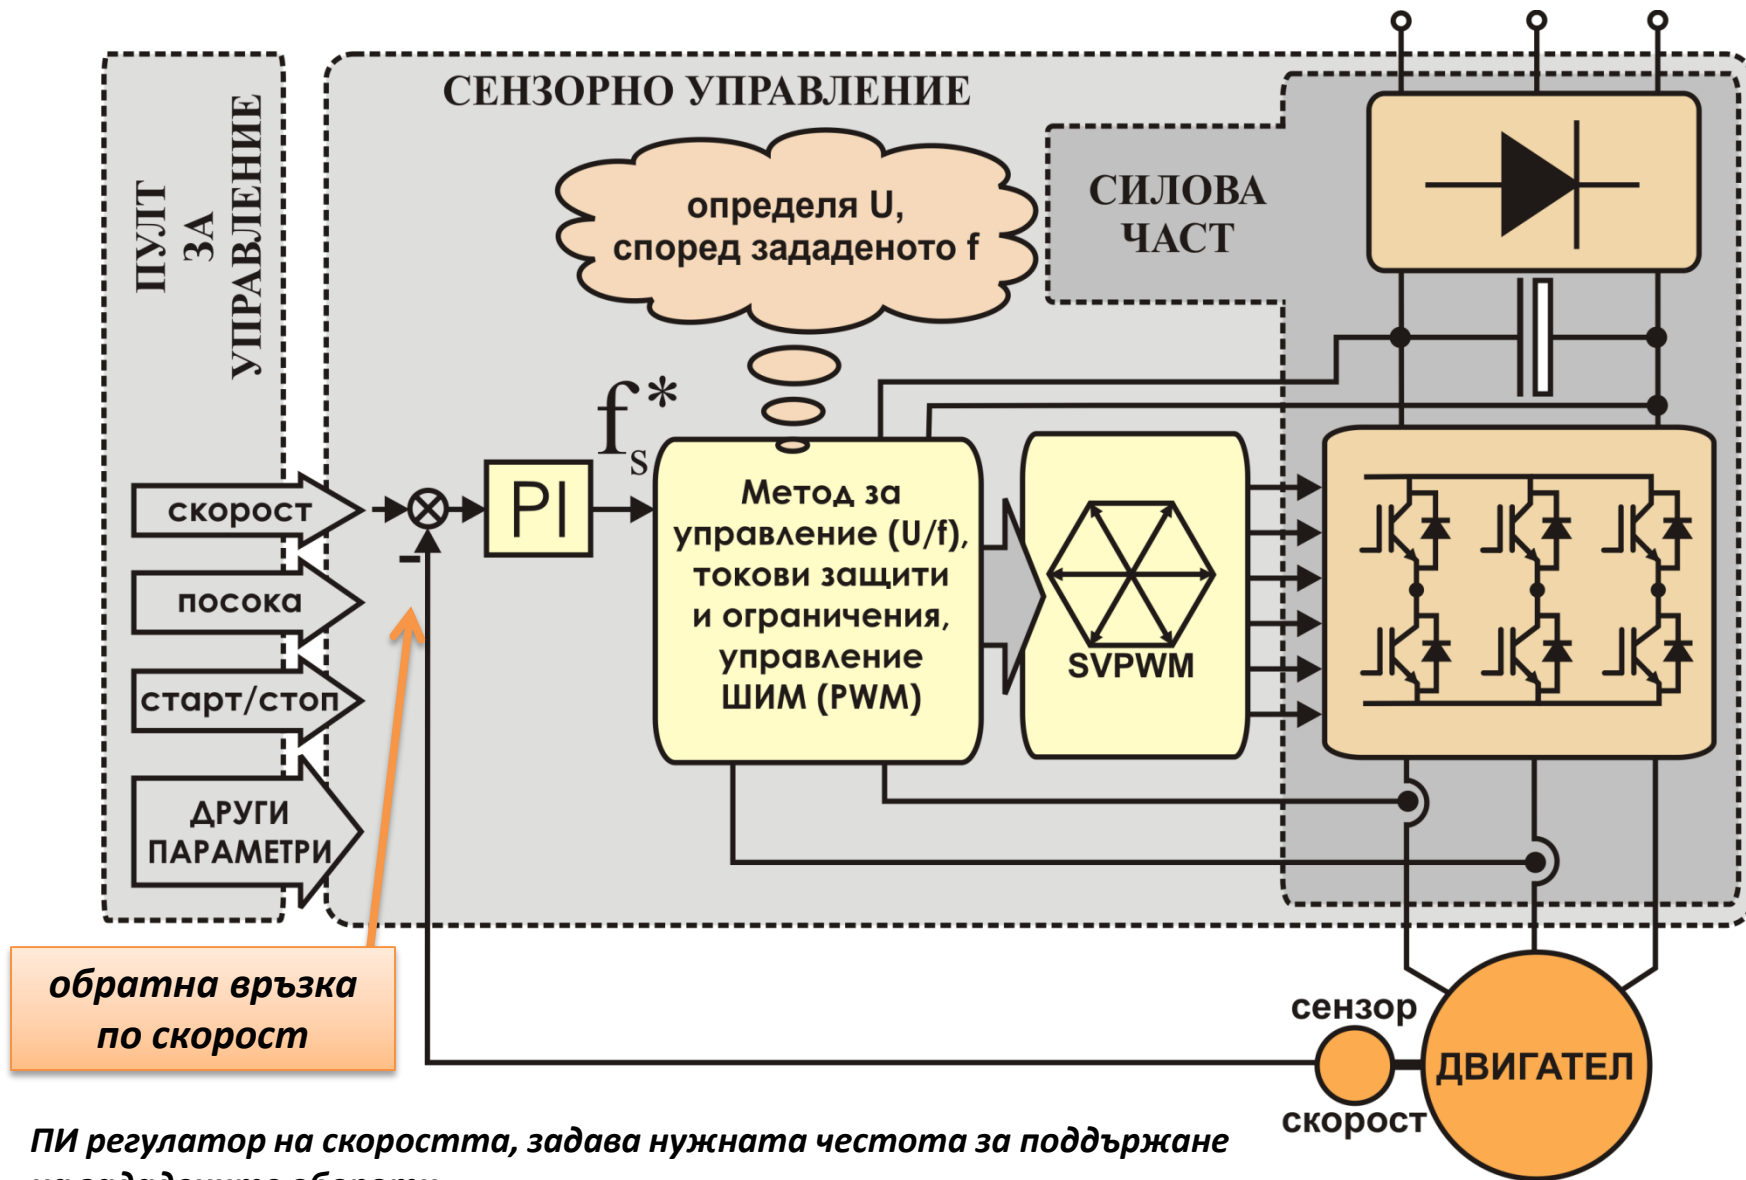 СЕНЗОРНО УПРАВЛЕНИЕ
ПУЛТ
ЗА
УПРАВЛЕНИЕ
определя U,
според зададеното f
СИЛОВА
ЧАСТ
fs*
скорост
посока
старт/стоп
ДРУГИ
ПАРАМЕТРИ
-
PI
Метод за
управление (U/f),
токови защити
и ограничения,
управление
ШИМ (PWM)
SVPWM
обратна връзка
по скорост
сензор
скорост
ДВИГАТЕЛ
ПИ регулатор на скоростта, задава нужната честота за поддържане